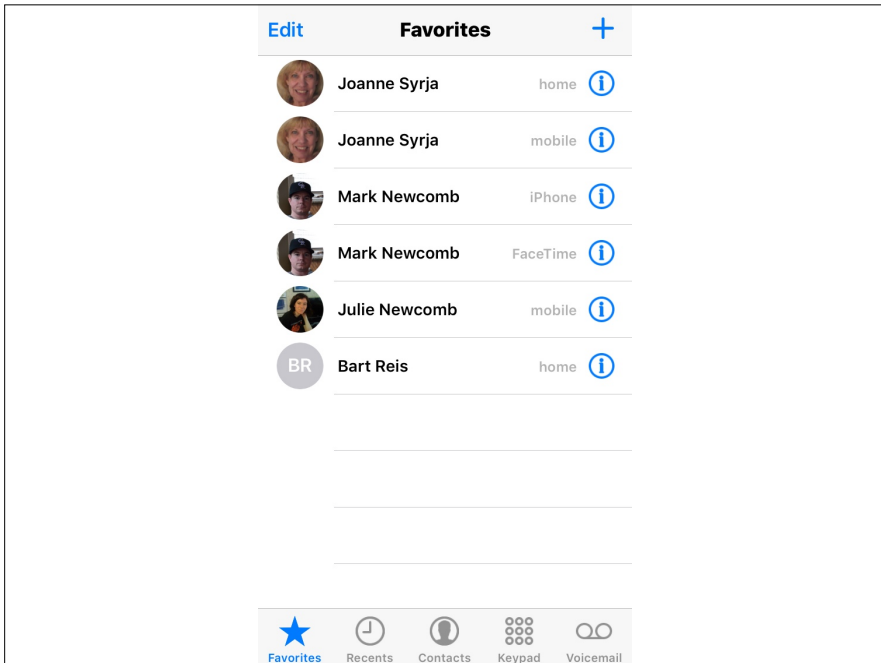 Edit Favorites +
Joanne Syrja home
Joanne Syrja mobile
Mark Newcomb iPhone
Mark Newcomb FaceTime
Julie Newcomb mobile
BR Bart Reis home
Favorites Recents Contacts Keypad Voicemail